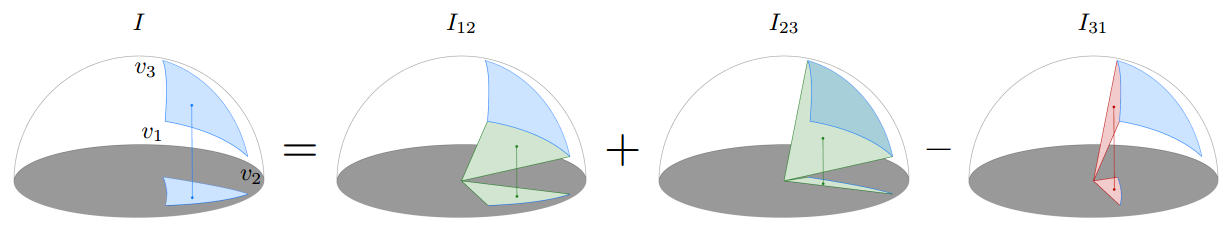 I = I₁₂ + I₂₃ − I₃₁
v₃
v₁
v₂